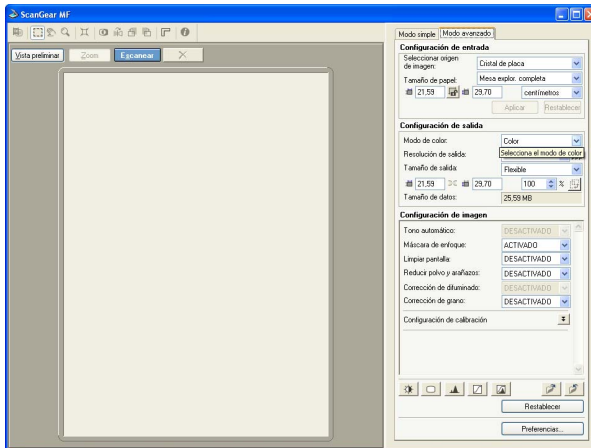 ScanGear MF
Vista preliminar Zoom Escanear
Modo simple Modo avanzado
Configuración de entrada
Seleccionar origen de imagen: Cristal de placa
Tamaño de papel: Mesa explor. completa
21,59 29,70 centímetros
Aplicar Restablecer
Configuración de salida
Modo de color: Color
Resolución de salida: Selecciona el modo de color
Tamaño de salida: Flexible
21,59 29,70 100 %
Tamaño de datos: 25,59 MB
Configuración de imagen
Tono automático: DESACTIVADO
Máscara de enfoque: ACTIVADO
Limpiar pantalla: DESACTIVADO
Reducir polvo y arañazos: DESACTIVADO
Corrección de difuminado: DESACTIVADO
Corrección de grano: DESACTIVADO
Configuración de calibración
Restablecer
Preferencias...